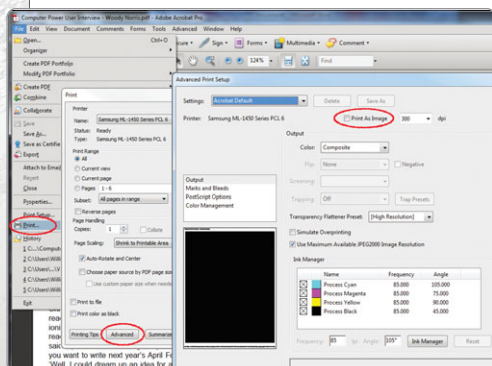 Computer Power User Interview - Woody Norris.pdf - Adobe Acrobat Pro
File Edit View Document Comments Forms Tools Advanced Window Help
Open... Ctrl+O
Organizer
Create PDF Portfolio
Modify PDF Portfolio
Create PDF
Combine
Collaborate
Save
Save As...
Save as Certifie
Export
Attach to Email
Revert
Close
Properties...
Print Setup...
Print...
History
Exit
Sign Forms Multimedia Comment
124% Find
Print
Printer
Name: Samsung ML-1450 Series PCL 6
Status: Ready
Type: Samsung ML-1450 Series PCL 6
Print Range
All
Current view
Current page
Pages 1 - 6
Subset: All pages in range
Reverse pages
Page Handling
Copies: 1 Collate
Page Scaling: Shrink to Printable Area
Auto-Rotate and Center
Choose paper source by PDF page size
Use custom paper size when needed
Print to file
Print color as black
Printing Tips Advanced Summarize
Advanced Print Setup
Settings: Acrobat Default Delete Save As
Printer: Samsung ML-1450 Series PCL 6 Print As Image 300 dpi
Output
Marks and Bleeds
PostScript Options
Color Management
Output
Color: Composite
Flip: None Negative
Screening:
Trapping: Off Trap Presets
Transparency Flattener Preset: [High Resolution]
Simulate Overprinting
Use Maximum Available JPEG2000 Image Resolution
Ink Manager
Name Frequency Angle
Process Cyan 85.000 105.000
Process Magenta 85.000 75.000
Process Yellow 85.000 90.000
Process Black 85.000 45.000
Frequency: 85 lpi Angle: 105° Ink Manager Reset
you want to write next year's April Fo
'Well, I could dream up an idea for a